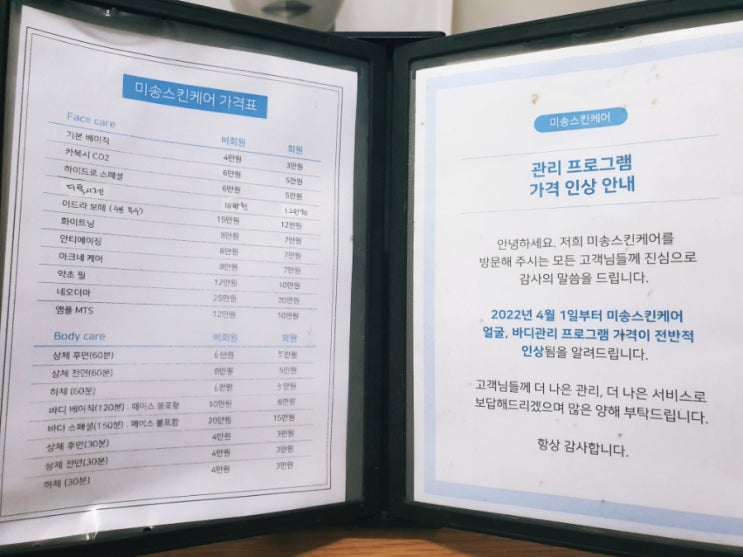 미송스킨케어 가격표
Face care 비회원 회원
기본 베이직 4만원 3만원
카복시 CO2 6만원 5만원
하이드로 스페셜 6만원 5만원
12만원
이드라 보떼 15만원 12만원
화이트닝 8만원 7만원
안티에이징 8만원 7만원
아크네 케어 7만원
약초 필 12만원 10만원
네오더마 25만원 20만원
앰플 MTS 12만원 10만원
Body care 비회원 회원
상체 후면(60분) 6만원 5만원
상체 전면(60분) 6만원 5만원
하체 (60분) 6만원 5만원
바디 베이직(120분) : 페이스 불포함 10만원 8만원
바디 스페셜(150분) : 페이스 불포함 20만원 15만원
상체 후면(30분) 4만원 3만원
상체 전면(30분) 4만원 3만원
하체 (30분) 4만원 3만원
미송스킨케어
관리 프로그램
가격 인상 안내
안녕하세요. 저희 미송스킨케어를
방문해 주시는 모든 고객님들께 진심으로
감사의 말씀을 드립니다.
2022년 4월 1일부터 미송스킨케어
얼굴, 바디관리 프로그램 가격이 전반적
인상됨을 알려드립니다.
고객님들께 더 나은 관리, 더 나은 서비스로
보답해드리겠으며 많은 양해 부탁드립니다.
항상 감사합니다.